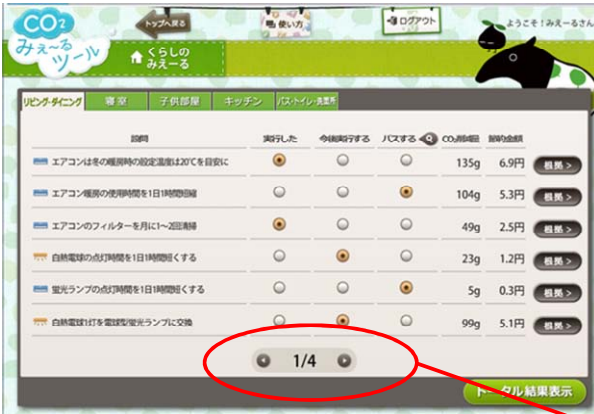 CO2
みえ〜る
ツール
トップへ戻る
使い方
ログアウト
ようこそ！みえーるさん
くらしの
みえーる
リビング・ダイニング 寝室 子供部屋 キッチン バス・トイレ・洗面所
設問 実行した 今後実行する パスする CO₂削減量 節約金額
エアコンは冬の暖房時の設定温度は20℃を目安に 135g 6.9円 根拠 >
エアコン暖房の使用時間を1日1時間短縮 104g 5.3円 根拠 >
エアコンのフィルターを月に1〜2回清掃 49g 2.5円 根拠 >
白熱電球の点灯時間を1日1時間短くする 23g 1.2円 根拠 >
蛍光ランプの点灯時間を1日1時間短くする 5g 0.3円 根拠 >
白熱電球1灯を電球型蛍光ランプに交換 99g 5.1円 根拠 >
1/4
トータル結果表示